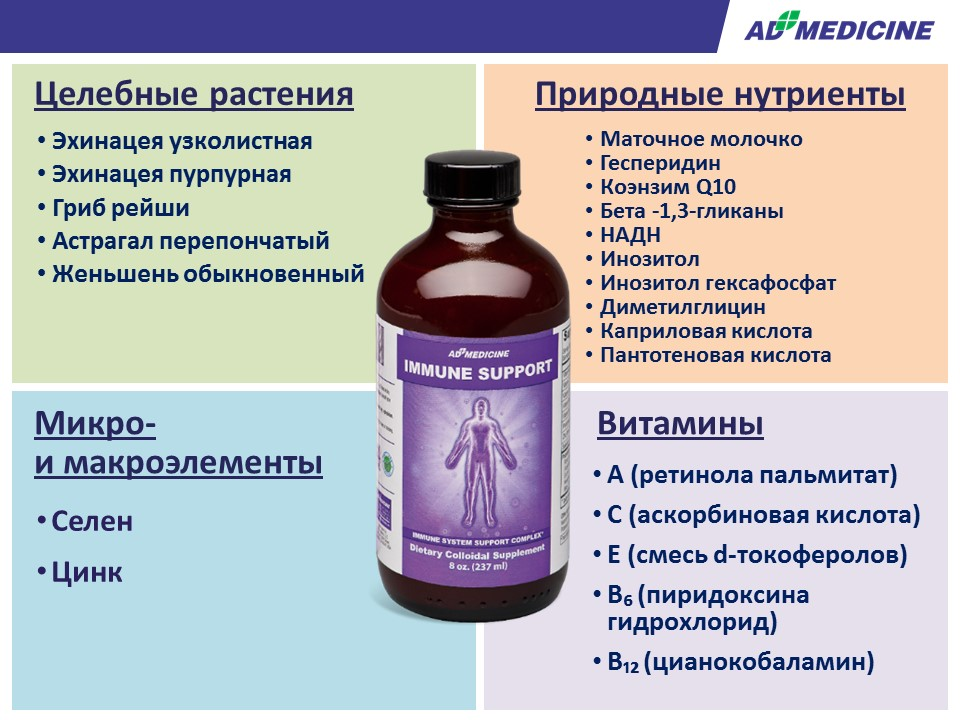 AD MEDICINE
Целебные растения
• Эхинацея узколистная
• Эхинацея пурпурная
• Гриб рейши
• Астрагал перепончатый
• Женьшень обыкновенный
Природные нутриенты
• Маточное молочко
• Гесперидин
• Коэнзим Q10
• Бета -1,3-гликаны
• НАДН
• Инозитол
• Инозитол гексафосфат
• Диметилглицин
• Каприловая кислота
• Пантотеновая кислота
AD MEDICINE
IMMUNE SUPPORT
IMMUNE SYSTEM SUPPORT COMPLEX
Dietary Colloidal Supplement
8 oz. (237 ml)
Микро-
и макроэлементы
• Селен
• Цинк
Витамины
• А (ретинола пальмитат)
• С (аскорбиновая кислота)
• Е (смесь d-токоферолов)
• В₆ (пиридоксина
гидрохлорид)
• В₁₂ (цианокобаламин)